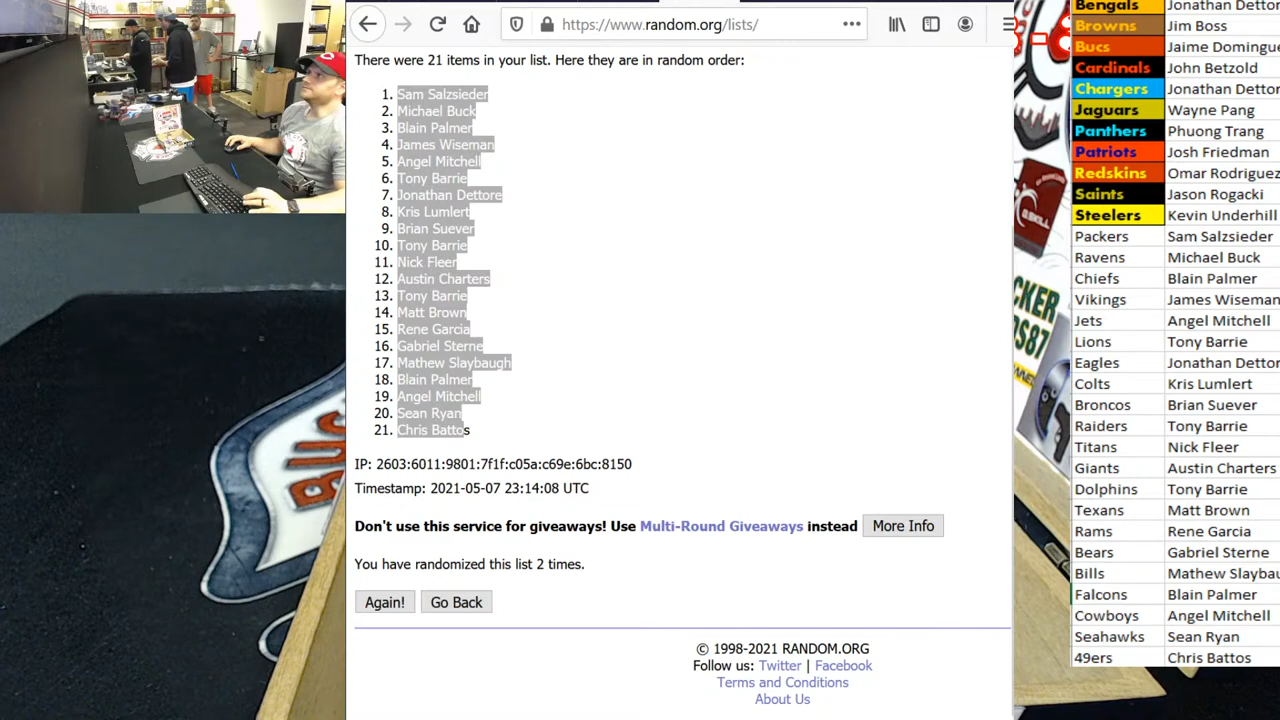 https://www.random.org/lists/
There were 21 items in your list. Here they are in random order:
1. Sam Salzsieder
2. Michael Buck
3. Blain Palmer
4. James Wiseman
5. Angel Mitchell
6. Tony Barrie
7. Jonathan Dettore
8. Kris Lumlert
9. Brian Suever
10. Tony Barrie
11. Nick Fleer
12. Austin Charters
13. Tony Barrie
14. Matt Brown
15. Rene Garcia
16. Gabriel Sterne
17. Mathew Slaybaugh
18. Blain Palmer
19. Angel Mitchell
20. Sean Ryan
21. Chris Battos
IP: 2603:6011:9801:7f1f:c05a:c69e:6bc:8150
Timestamp: 2021-05-07 23:14:08 UTC
Don't use this service for giveaways! Use Multi-Round Giveaways instead More Info
You have randomized this list 2 times.
Again! Go Back
© 1998-2021 RANDOM.ORG
Follow us: Twitter | Facebook
Terms and Conditions
About Us
Bengals Jonathan Dettor
Browns Jim Boss
Bucs Jaime Domingue
Cardinals John Betzold
Chargers Jonathan Dettor
Jaguars Wayne Pang
Panthers Phuong Trang
Patriots Josh Friedman
Redskins Omar Rodriguez
Saints Jason Rogacki
Steelers Kevin Underhill
Packers Sam Salzsieder
Ravens Michael Buck
Chiefs Blain Palmer
Vikings James Wiseman
Jets Angel Mitchell
Lions Tony Barrie
Eagles Jonathan Dettor
Colts Kris Lumlert
Broncos Brian Suever
Raiders Tony Barrie
Titans Nick Fleer
Giants Austin Charters
Dolphins Tony Barrie
Texans Matt Brown
Rams Rene Garcia
Bears Gabriel Sterne
Bills Mathew Slaybau
Falcons Blain Palmer
Cowboys Angel Mitchell
Seahawks Sean Ryan
49ers Chris Battos